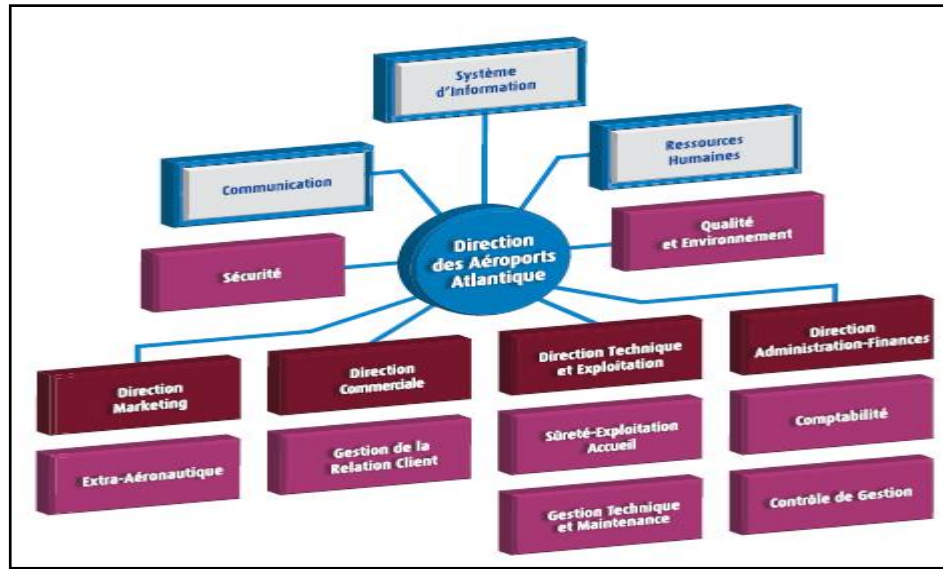 Système
d'Information
Ressources
Humaines
Communication
Qualité
et Environnement
Direction
des Aéroports
Atlantique
Sécurité
Direction
Marketing
Direction
Commerciale
Direction Technique
et Exploitation
Direction
Administration-Finances
Extra-Aéronautique
Gestion de la
Relation Client
Sûreté-Exploitation
Accueil
Comptabilité
Gestion Technique
et Maintenance
Contrôle de Gestion